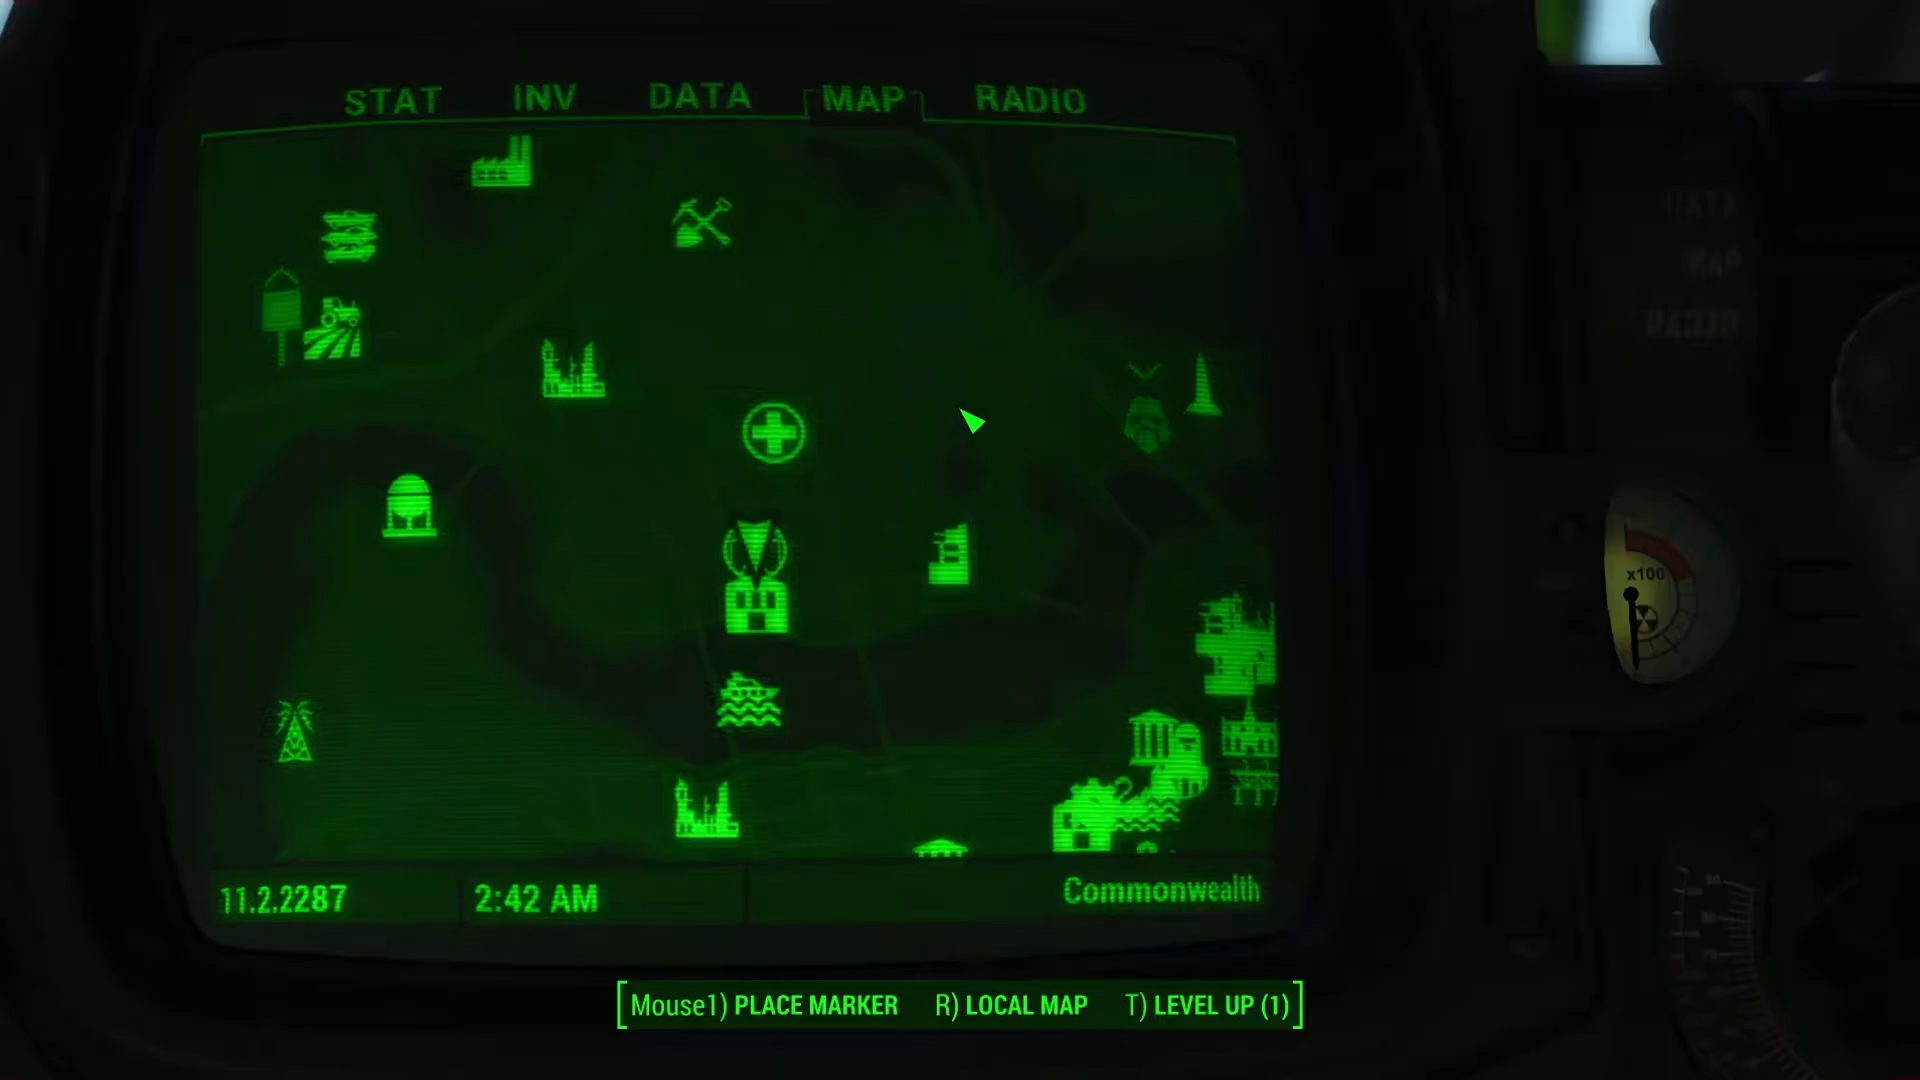 STAT INV DATA MAP RADIO
11.2.2287 2:42 AM Commonwealth
x100
[Mouse1) PLACE MARKER R) LOCAL MAP T) LEVEL UP (1)]